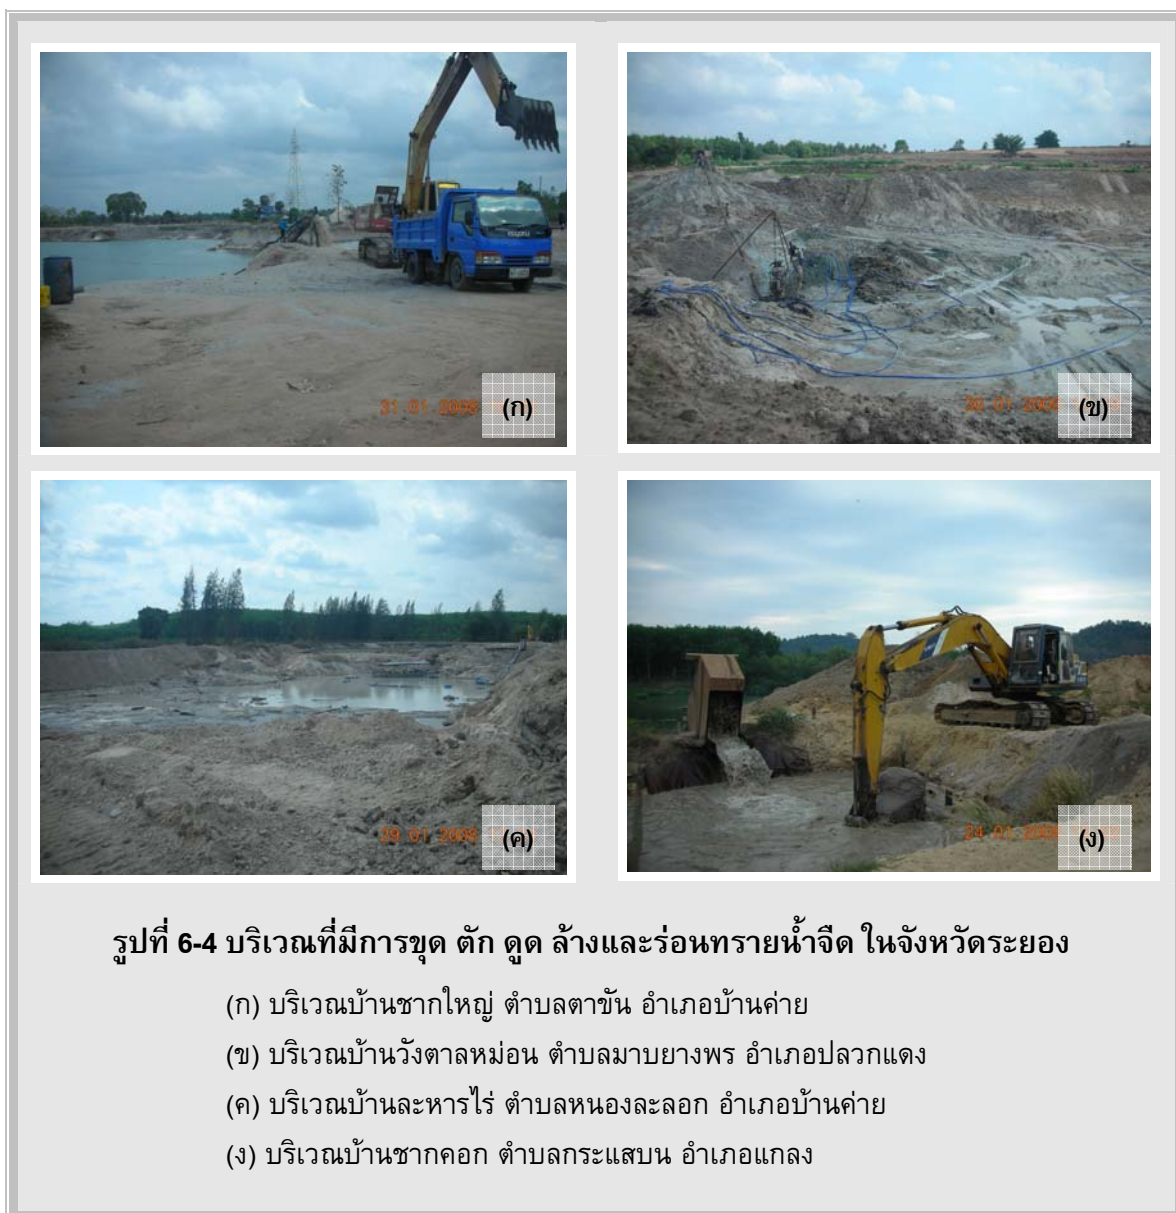 ISUZU
31 01 2009
(ก)
(ข)
29 01 2009
(ค)
24 01
(ง)
รูปที่ 6-4 บริเวณที่มีการขุด ตัก ดูด ล้างและร่อนทรายน้ำจืด ในจังหวัดระยอง
(ก) บริเวณบ้านชากใหญ่ ตำบลตาขัน อำเภอบ้านค่าย
(ข) บริเวณบ้านวังตาลหม่อน ตำบลมาบยางพร อำเภอปลวกแดง
(ค) บริเวณบ้านละหารไร่ ตำบลหนองละลอก อำเภอบ้านค่าย
(ง) บริเวณบ้านชากคอก ตำบลกระแสบน อำเภอแกลง